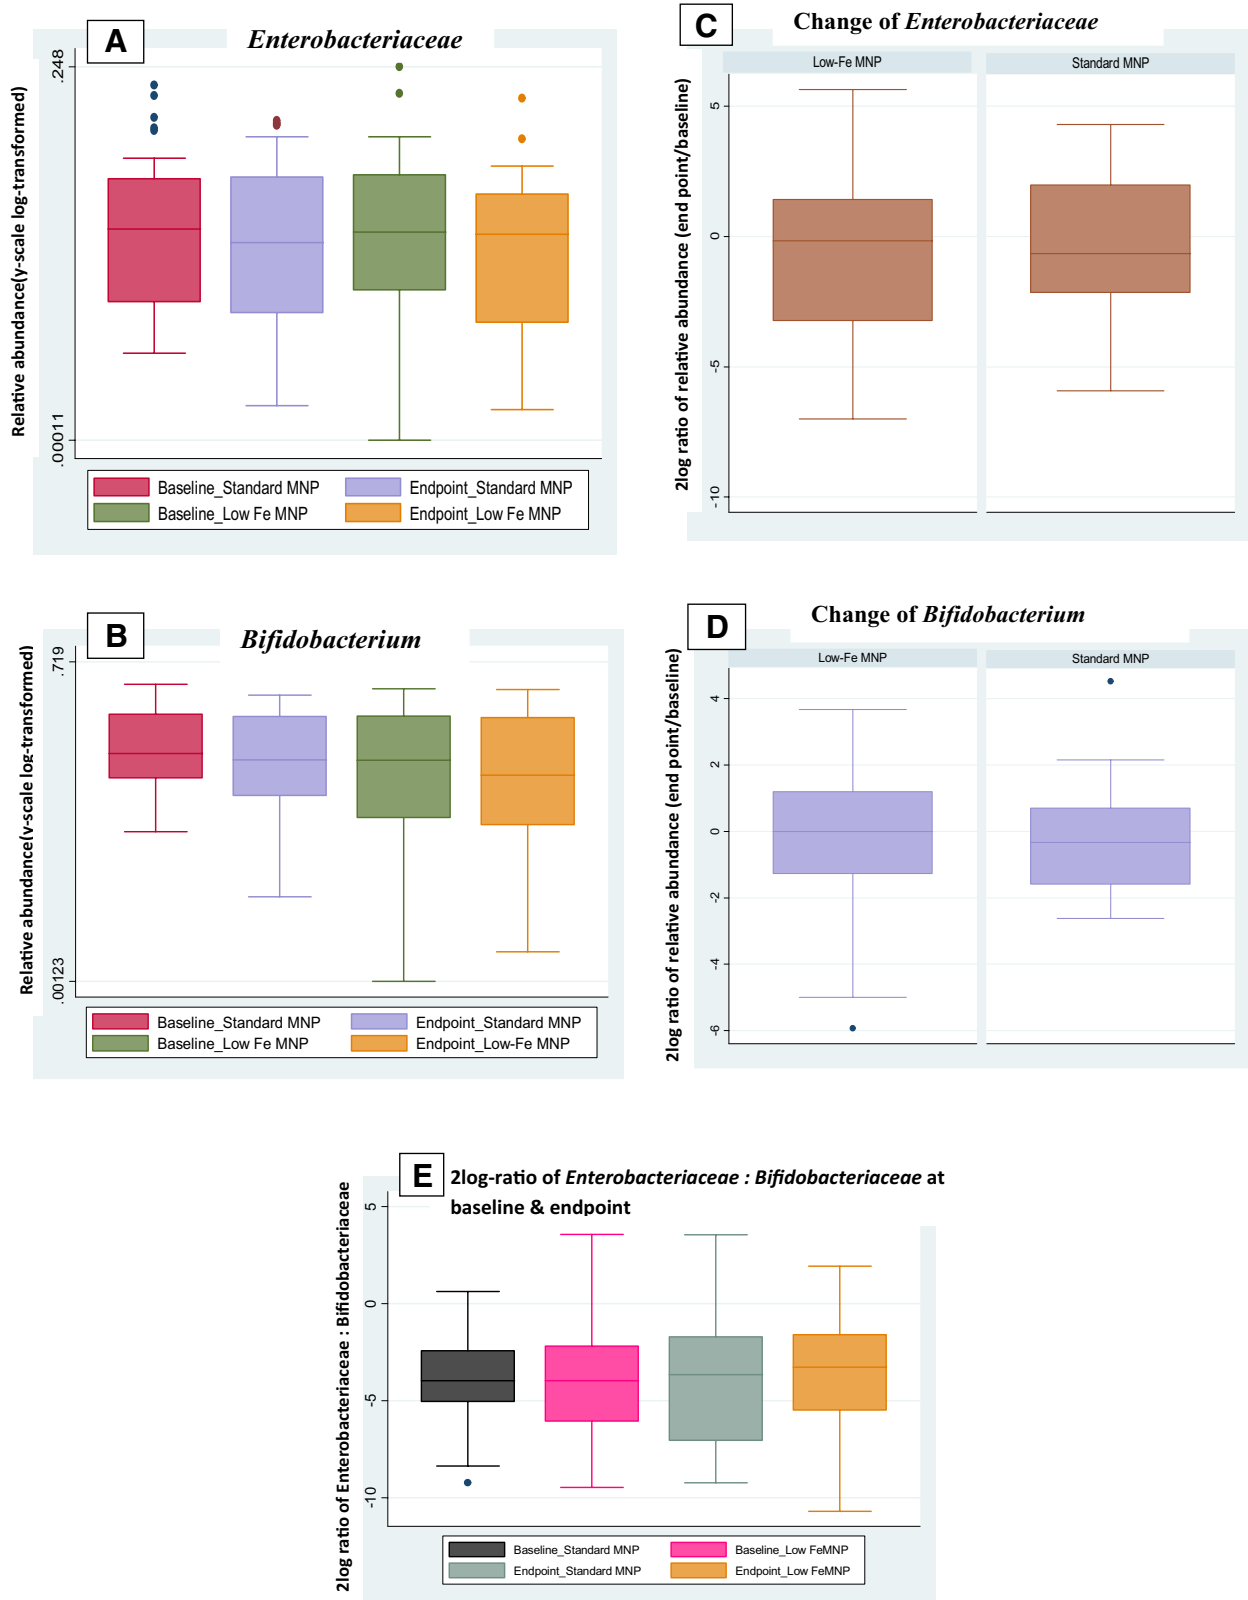 A
Enterobacteriaceae
Relative abundance(y-scale log-transformed)
.248
.00011
Baseline_Standard MNP
Endpoint_Standard MNP
Baseline_Low Fe MNP
Endpoint_Low Fe MNP
C
Change of Enterobacteriaceae
Low-Fe MNP
Standard MNP
2log ratio of relative abundance (end point/baseline)
5
0
-5
-10
B
Bifidobacterium
Relative abundance(y-scale log-transformed)
.719
.00123
Baseline_Standard MNP
Endpoint_Standard MNP
Baseline_Low Fe MNP
Endpoint_Low-Fe MNP
D
Change of Bifidobacterium
Low-Fe MNP
Standard MNP
2log ratio of relative abundance (end point/baseline)
4
2
0
-2
-4
-6
E
2log-ratio of Enterobacteriaceae : Bifidobacteriaceae at
baseline & endpoint
2log ratio of Enterobacteriaceae : Bifidobacteriaceae
5
0
-5
-10
Baseline_Standard MNP
Baseline_Low FeMNP
Endpoint_Standard MNP
Endpoint_Low FeMNP